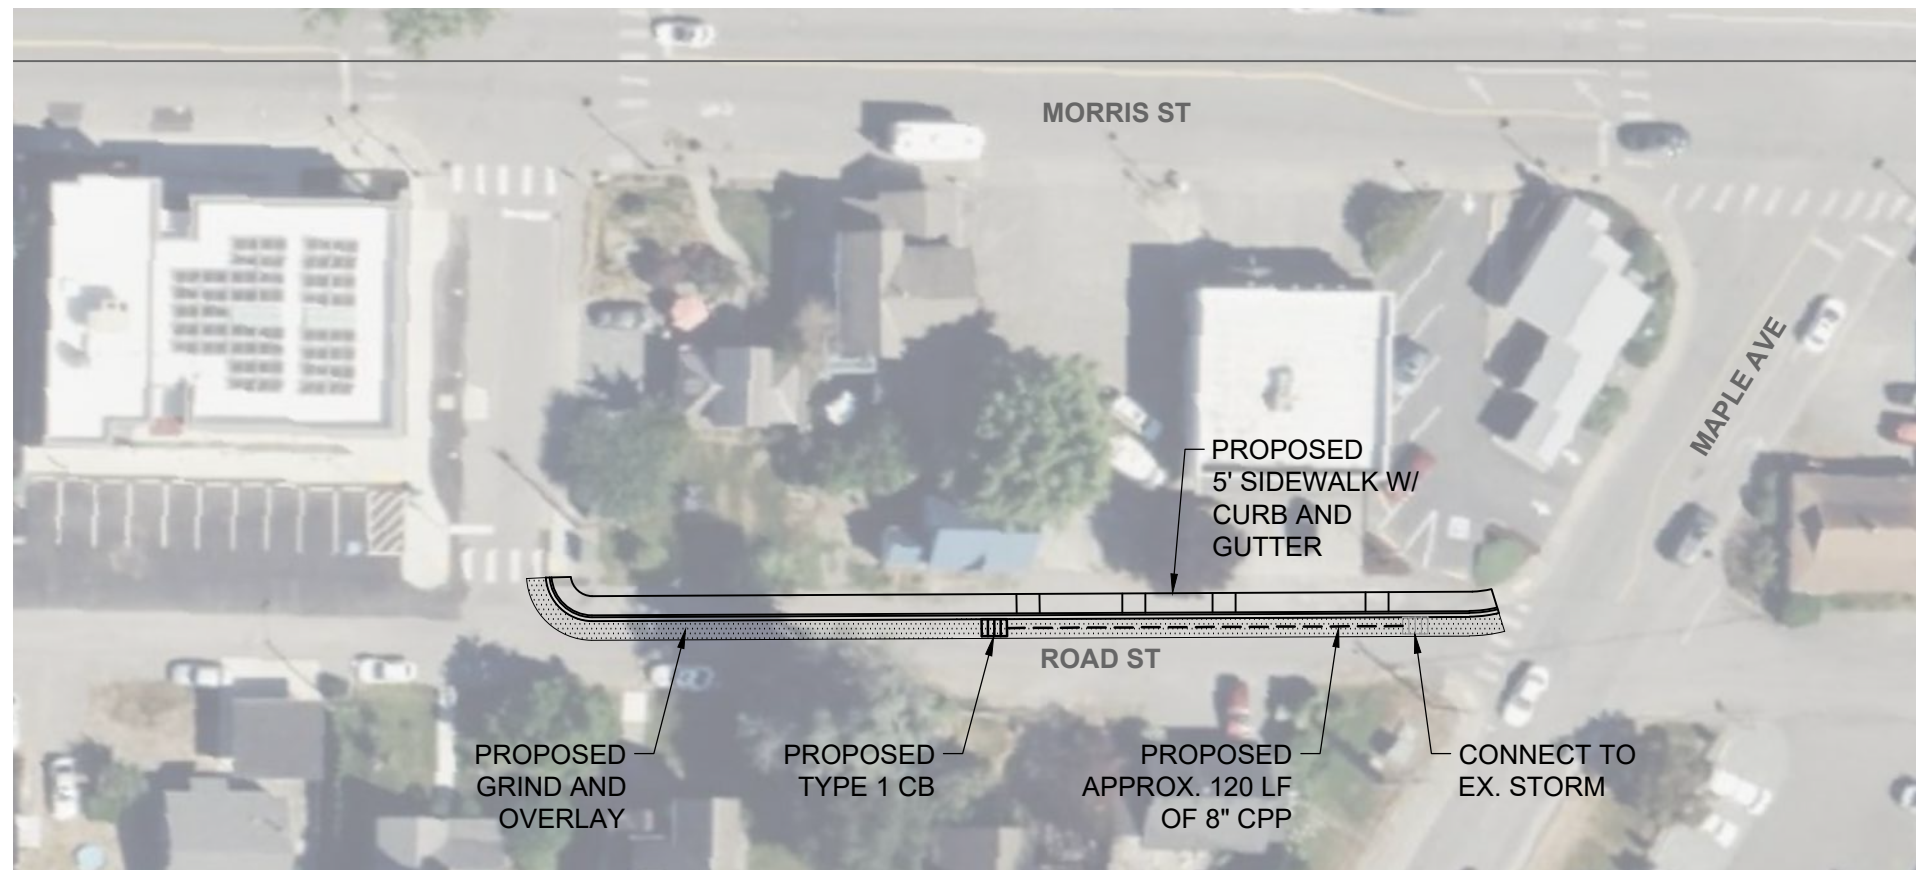 MORRIS ST
MAPLE AVE
PROPOSED
5' SIDEWALK W/
CURB AND
GUTTER
ROAD ST
PROPOSED
GRIND AND
OVERLAY
PROPOSED
TYPE 1 CB
PROPOSED
APPROX. 120 LF
OF 8" CPP
CONNECT TO
EX. STORM